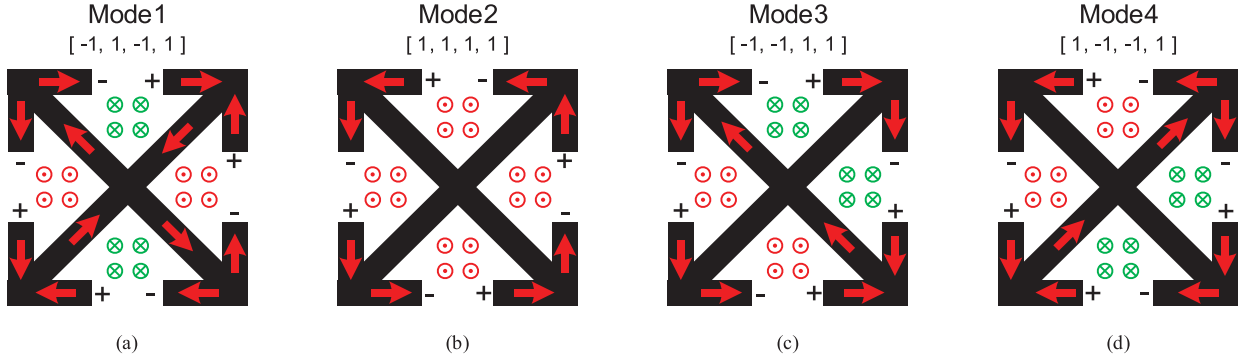 Mode1 Mode2 Mode3 Mode4
[ -1, 1, -1, 1 ] [ 1, 1, 1, 1 ] [ -1, -1, 1, 1 ] [ 1, -1, -1, 1 ]
- + + - - + + -
- + - + - - - -
+ - + - + + + +
+ - - + - + + -
(a) (b) (c) (d)